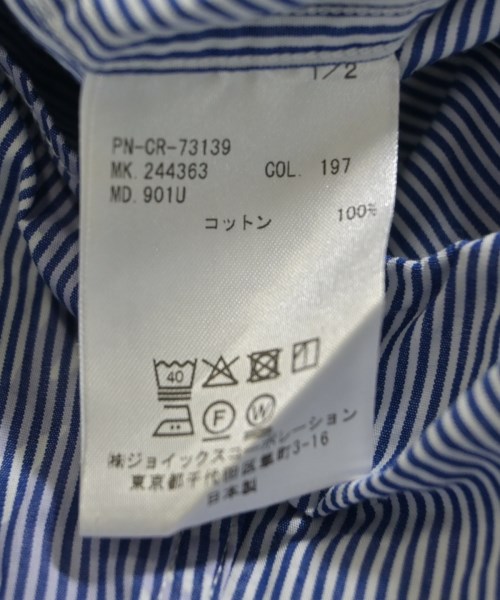 1/2
PN-CR-73139
MK. 244363 COL. 197
MD. 901U
コットン 100%
40
F W
㈱ジョイックスコーポレーション
東京都千代田区隼町3-16
日本製